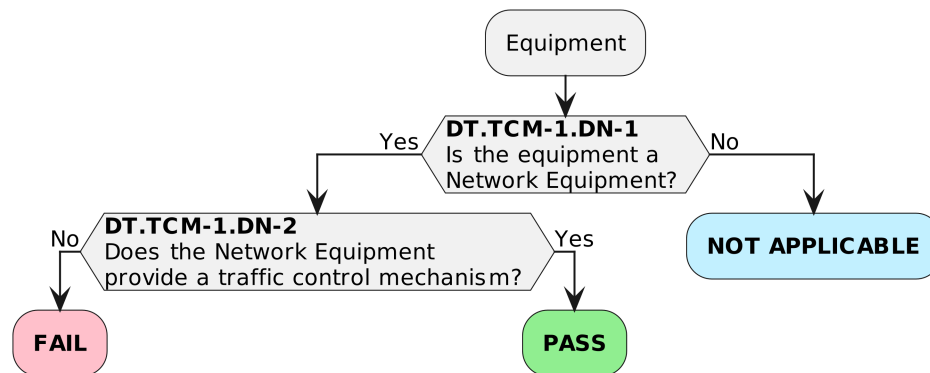 Equipment
Yes
DT.TCM-1.DN-1
Is the equipment a
Network Equipment?
No
No
DT.TCM-1.DN-2
Does the Network Equipment
provide a traffic control mechanism?
Yes
NOT APPLICABLE
FAIL
PASS